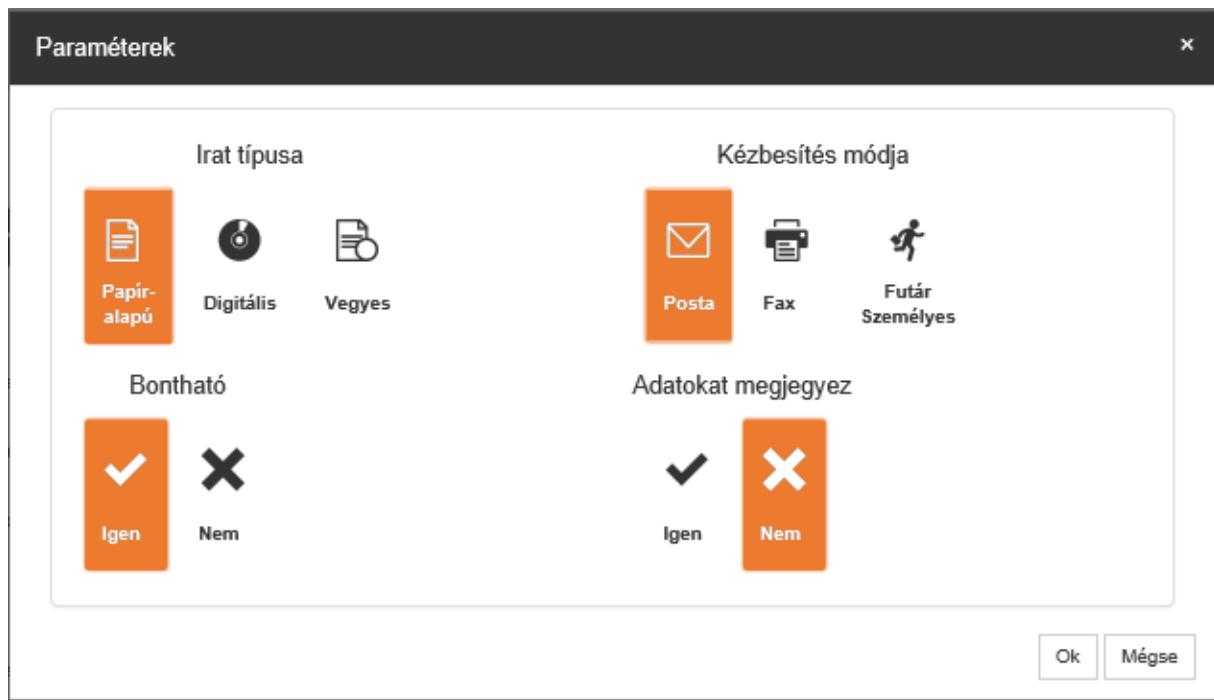 Paraméterek
×
Irat típusa
Kézbesítés módja
Papír-
alapú
Digitális
Vegyes
Posta
Fax
Futár
Személyes
Bontható
Adatokat megjegyez
Igen
Nem
Igen
Nem
Ok
Mégse